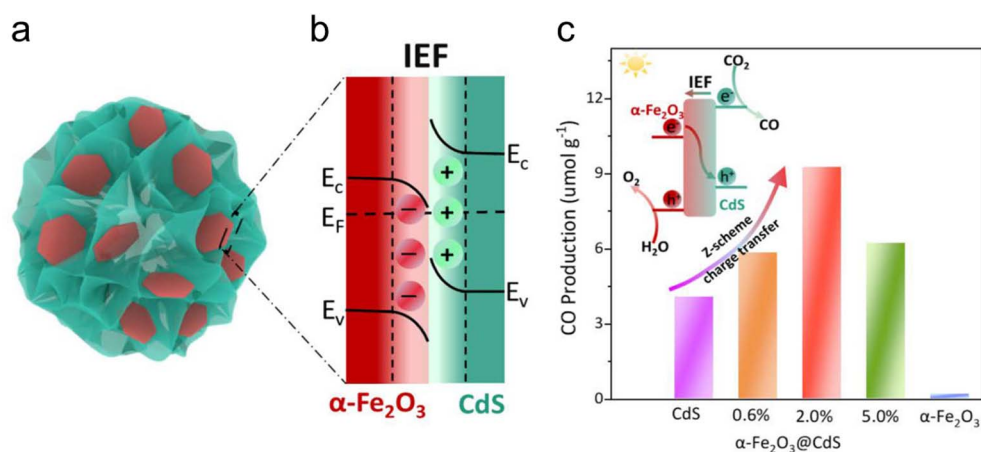 a
b
IEF
E_C
E_F
E_V
E_C
E_V
− − −
+ + +
α-Fe₂O₃ CdS
c
CO Production (umol g⁻¹)
12
9
6
3
0
IEF
CO₂
e⁻
CO
α-Fe₂O₃
e⁻
h⁺
CdS
O₂
h⁺
H₂O
Z-scheme
charge transfer
CdS 0.6% 2.0% 5.0% α-Fe₂O₃
α-Fe₂O₃@CdS